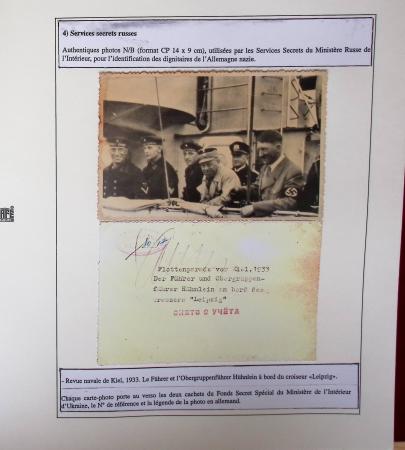 4) Services secrets russes
Authentiques photos N/B (format CP 14 x 9 cm), utilisées par les Services Secrets du Ministère Russe de
l'Intérieur, pour l'identification des dignitaires de l'Allemagne nazie.
Flottenparade vor Kiel, 1933
Der Führer und Obergruppen-
führer Hühnlein an bord des
kreuzers "Leipzig"
СНЯТО С УЧЁТА
- Revue navale de Kiel, 1933. Le Führer et l'Obergruppenführer Hühnlein à bord du croiseur «Leipzig».
Chaque carte-photo porte au verso les deux cachets du Fonds Secret Spécial du Ministère de l'Intérieur
d'Ukraine, le N° de référence et la légende de la photo en allemand.